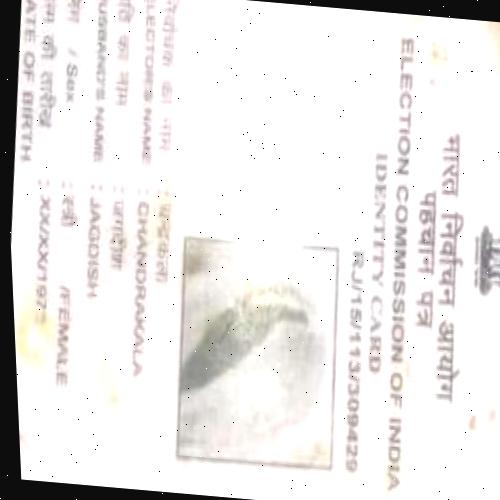 भारत निर्वाचन आयोग
पहचान पत्र
ELECTION COMMISSION OF INDIA
IDENTITY CARD
RJ/15/113/309429
निर्वाचक का नाम : चन्द्रकला
ELECTOR'S NAME : CHANDRAKALA
पति का नाम : जगदीश
HUSBAND'S NAME : JAGDISH
लिंग / Sex : स्त्री /FEMALE
जन्म की तारीख
DATE OF BIRTH : XX/XX/197